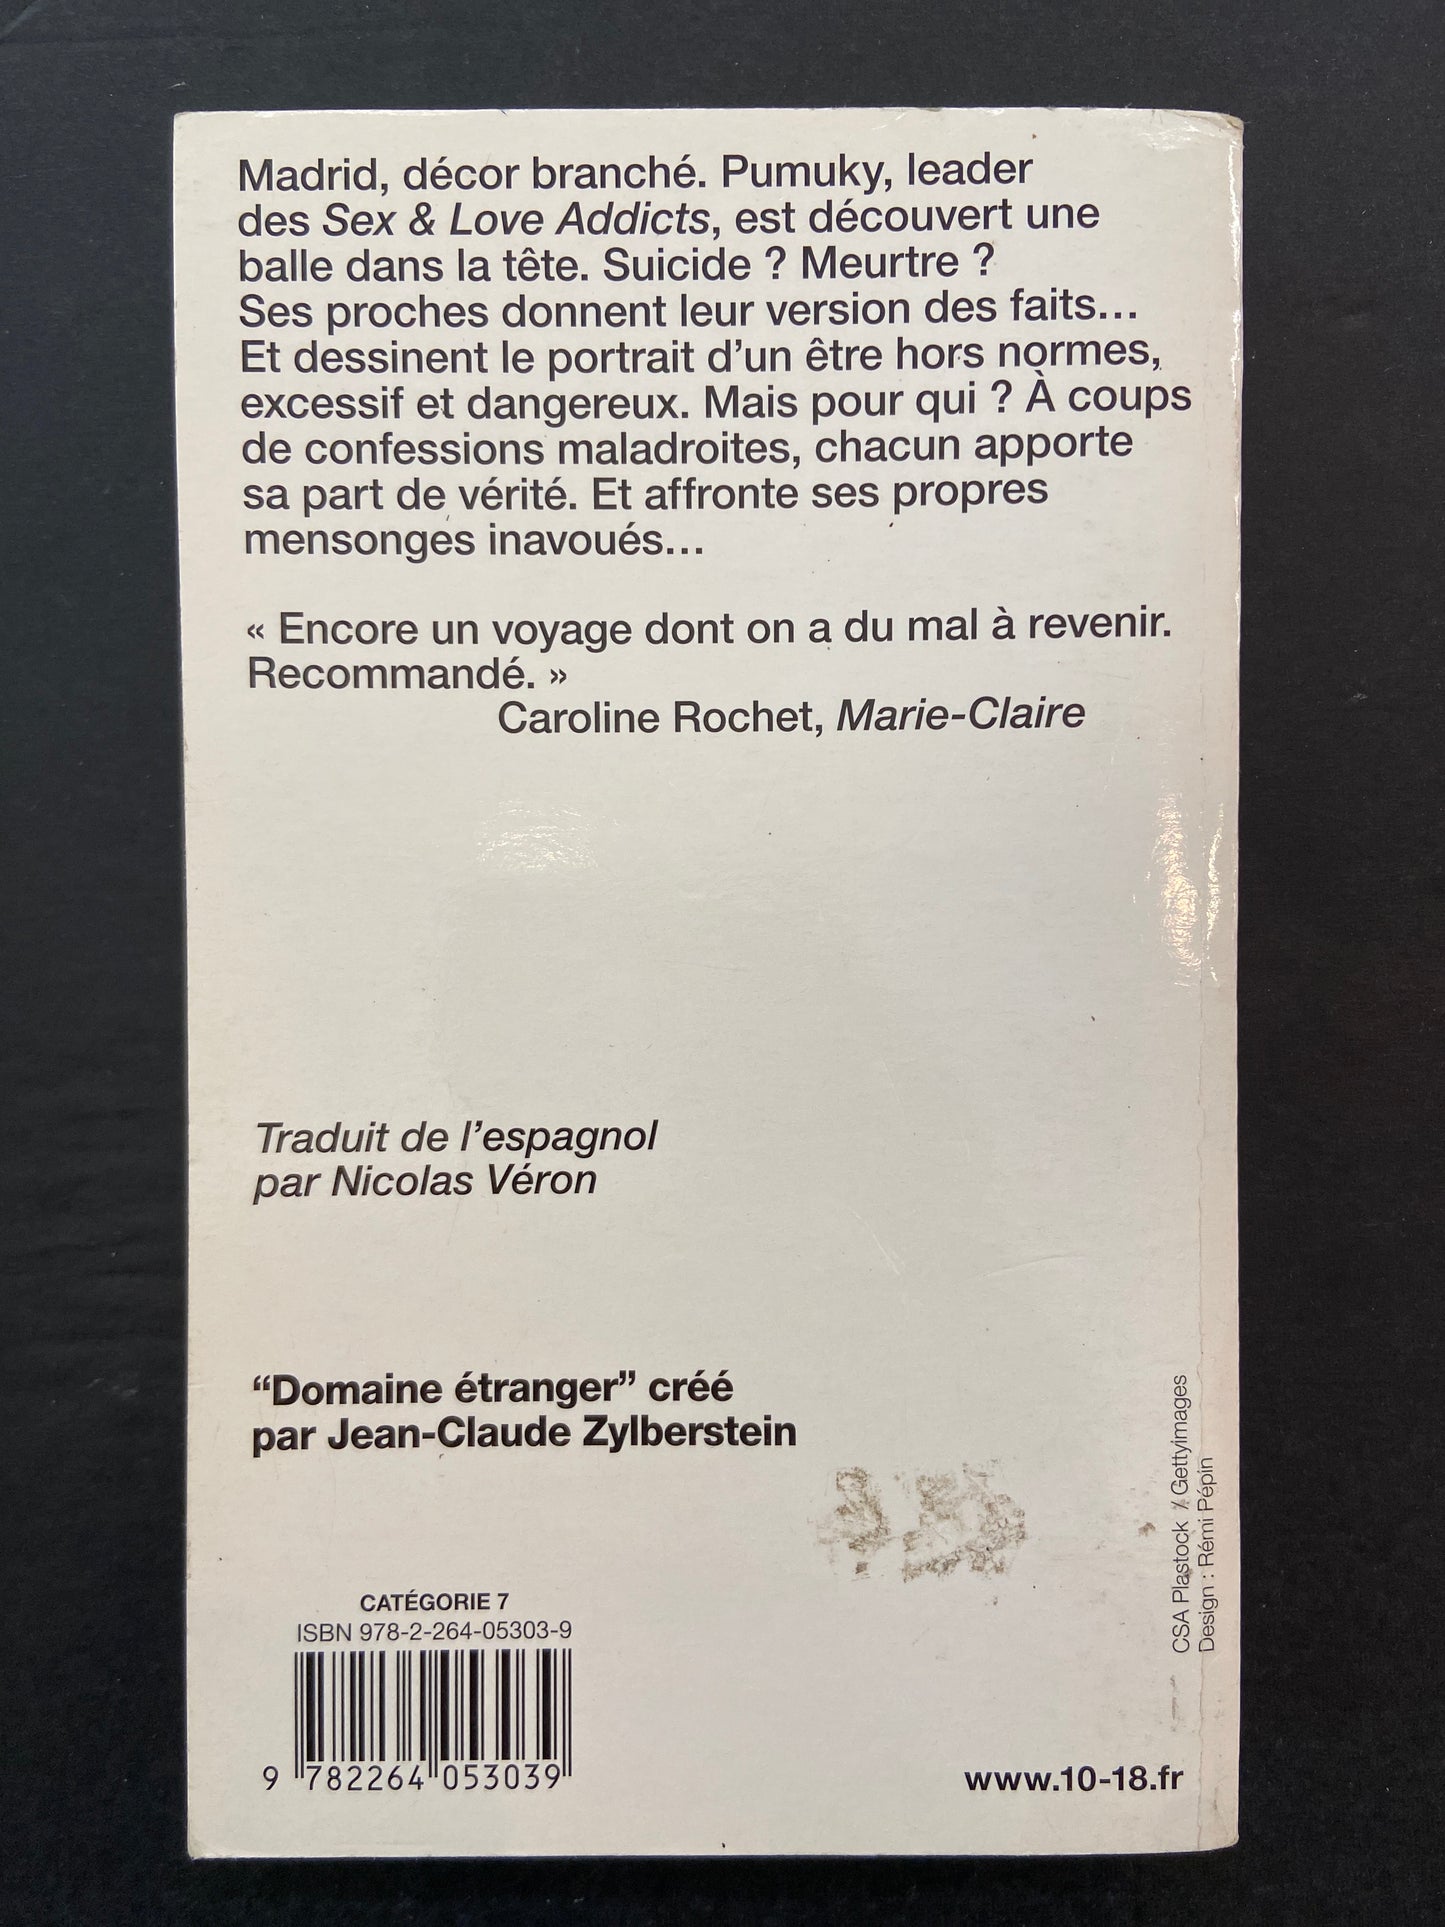 Madrid, décor branché. Pumuky, leader
des Sex & Love Addicts, est découvert une
balle dans la tête. Suicide ? Meurtre ?
Ses proches donnent leur version des faits...
Et dessinent le portrait d'un être hors normes,
excessif et dangereux. Mais pour qui ? À coups
de confessions maladroites, chacun apporte
sa part de vérité. Et affronte ses propres
mensonges inavoués...
« Encore un voyage dont on a du mal à revenir.
Recommandé. »
Caroline Rochet, Marie-Claire
Traduit de l'espagnol
par Nicolas Véron
“Domaine étranger” créé
par Jean-Claude Zylberstein
CATÉGORIE 7
ISBN 978-2-264-05303-9
9 782264 053039
www.10-18.fr
CSA Plastock / Gettyimages
Design : Rémi Pépin